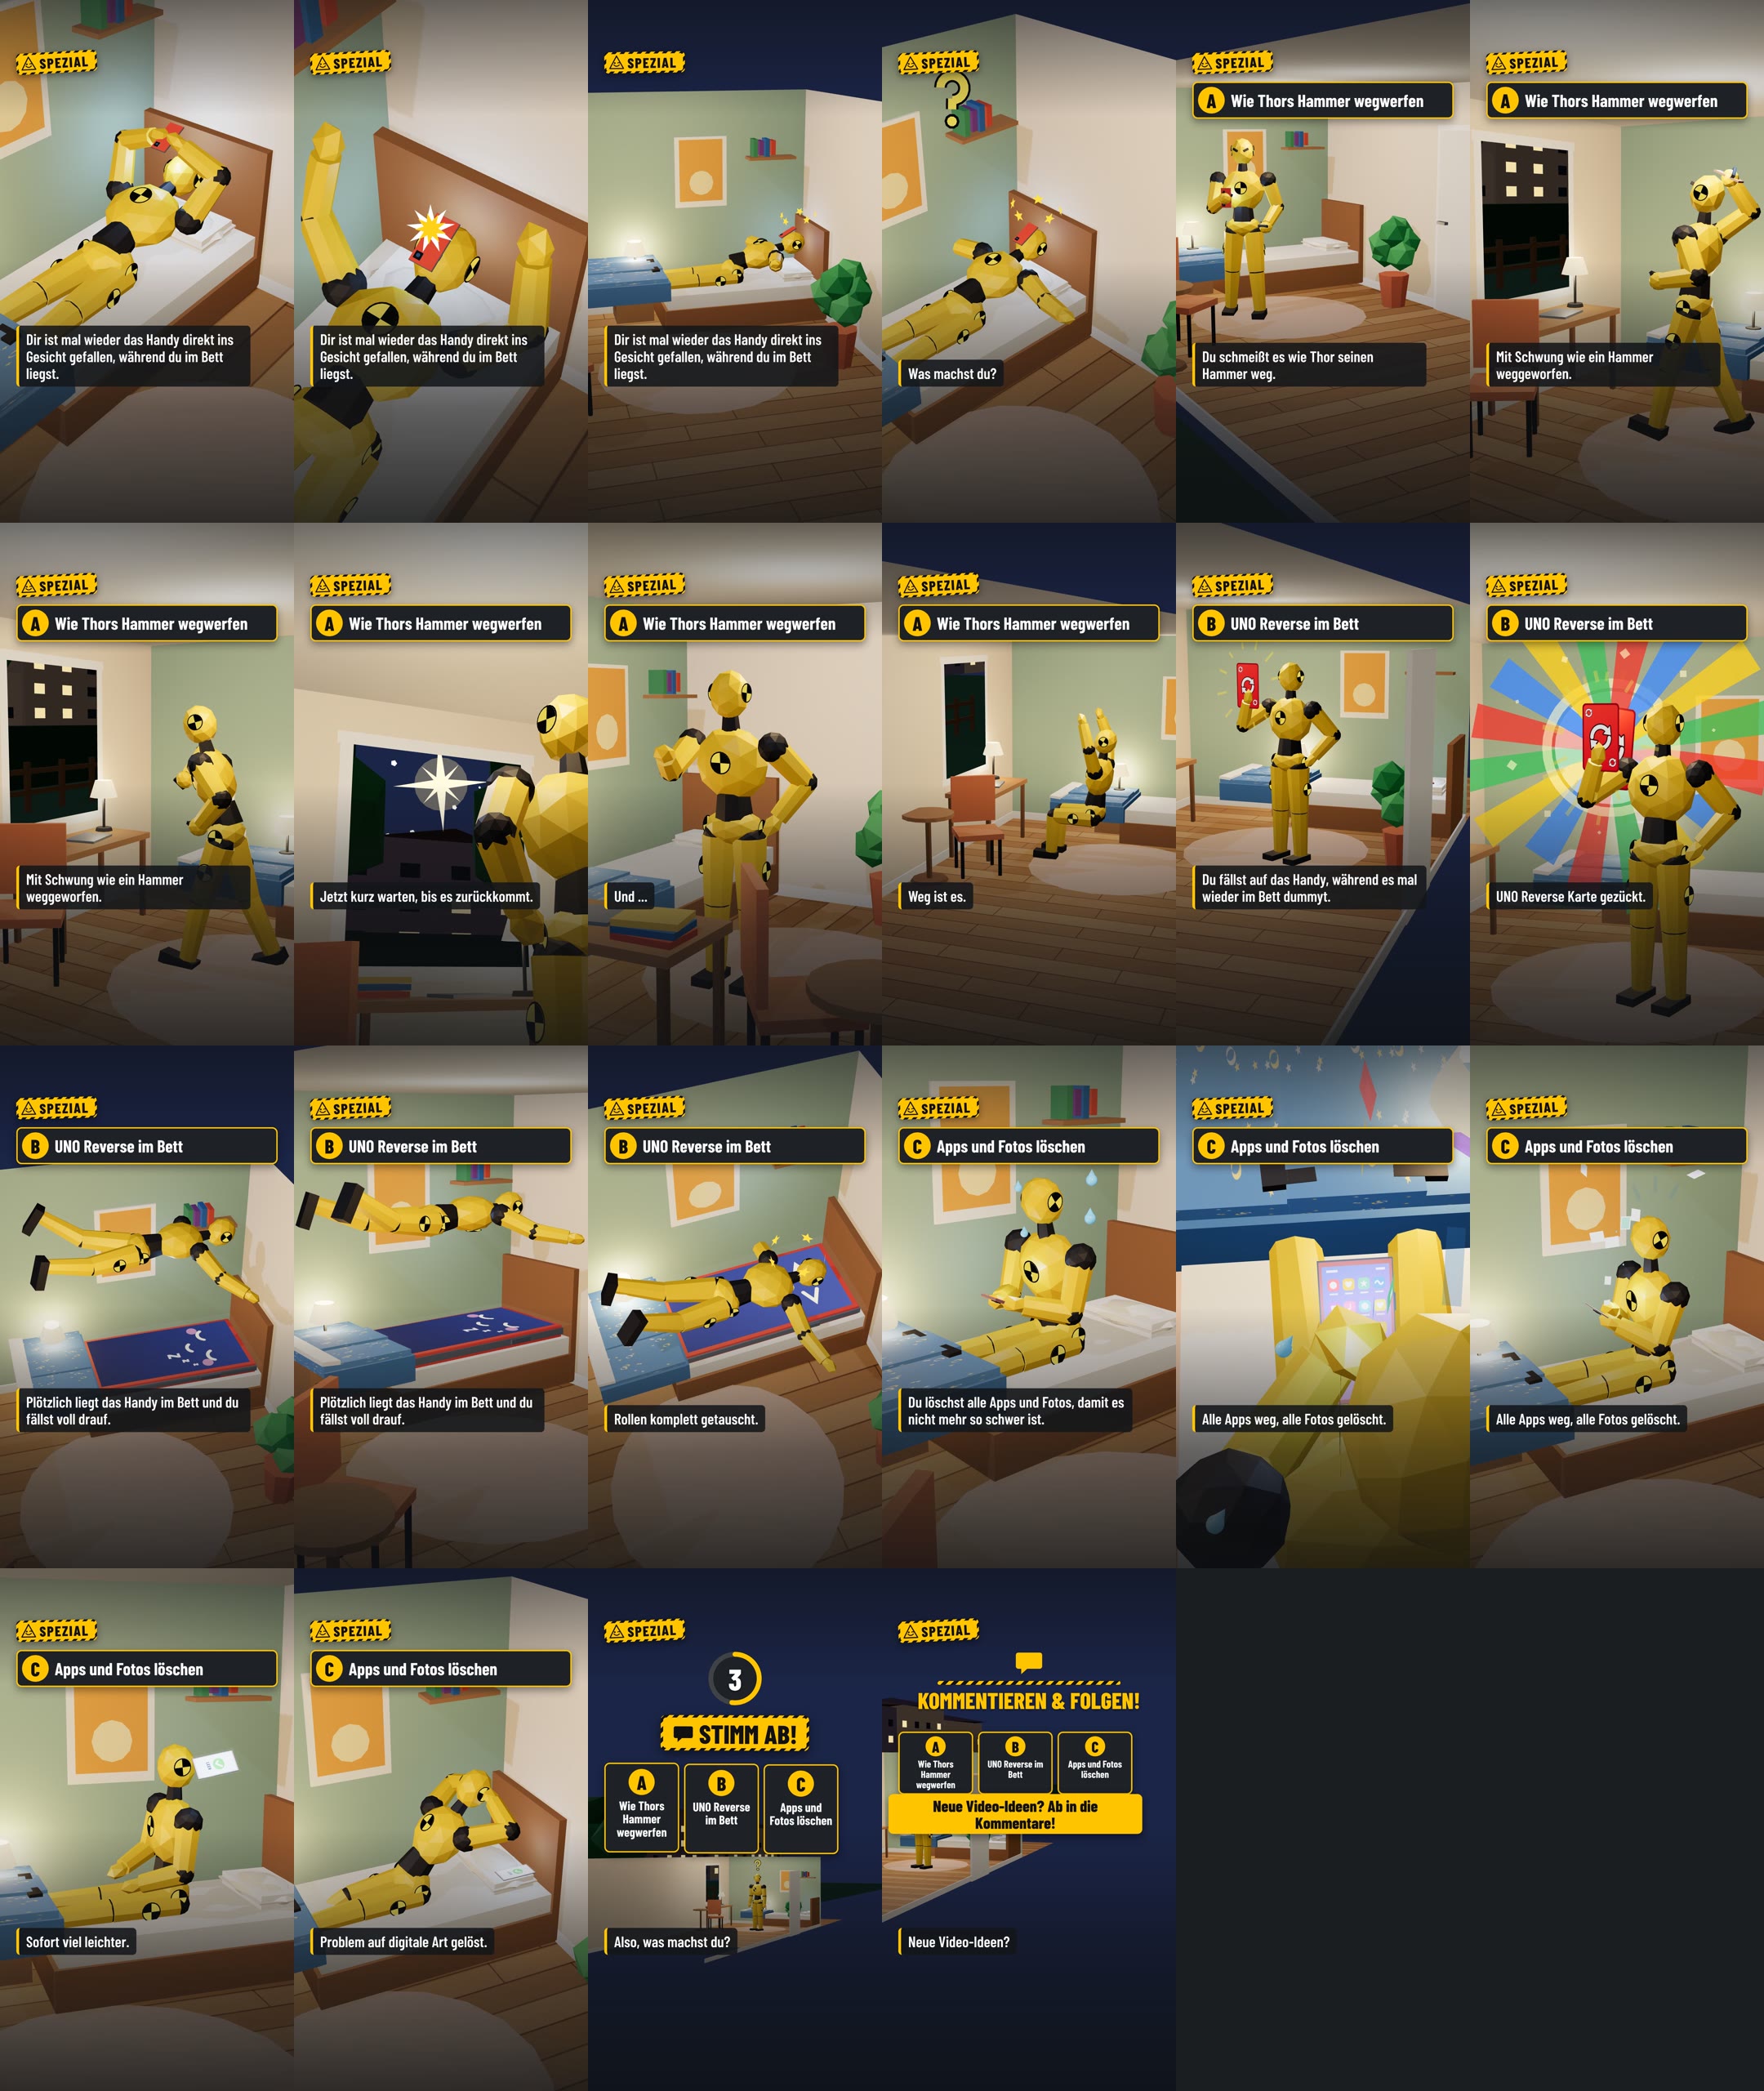 SPEZIAL
Dir ist mal wieder das Handy direkt ins
Gesicht gefallen, während du im Bett
liegst.
SPEZIAL
Dir ist mal wieder das Handy direkt ins
Gesicht gefallen, während du im Bett
liegst.
SPEZIAL
Dir ist mal wieder das Handy direkt ins
Gesicht gefallen, während du im Bett
liegst.
SPEZIAL
?
Was machst du?
SPEZIAL
A Wie Thors Hammer wegwerfen
Du schmeißt es wie Thor seinen
Hammer weg.
SPEZIAL
A Wie Thors Hammer wegwerfen
Mit Schwung wie ein Hammer
weggeworfen.
SPEZIAL
A Wie Thors Hammer wegwerfen
Mit Schwung wie ein Hammer
weggeworfen.
SPEZIAL
A Wie Thors Hammer wegwerfen
Jetzt kurz warten, bis es zurückkommt.
SPEZIAL
A Wie Thors Hammer wegwerfen
Und ...
SPEZIAL
A Wie Thors Hammer wegwerfen
Weg ist es.
SPEZIAL
B UNO Reverse im Bett
Du fällst auf das Handy, während es mal
wieder im Bett dummyt.
SPEZIAL
B UNO Reverse im Bett
UNO Reverse Karte gezückt.
SPEZIAL
B UNO Reverse im Bett
Plötzlich liegt das Handy im Bett und du
fällst voll drauf.
SPEZIAL
B UNO Reverse im Bett
Plötzlich liegt das Handy im Bett und du
fällst voll drauf.
SPEZIAL
B UNO Reverse im Bett
Rollen komplett getauscht.
SPEZIAL
C Apps und Fotos löschen
Du löschst alle Apps und Fotos, damit es
nicht mehr so schwer ist.
SPEZIAL
C Apps und Fotos löschen
Alle Apps weg, alle Fotos gelöscht.
SPEZIAL
C Apps und Fotos löschen
Alle Apps weg, alle Fotos gelöscht.
SPEZIAL
C Apps und Fotos löschen
Sofort viel leichter.
SPEZIAL
C Apps und Fotos löschen
Problem auf digitale Art gelöst.
SPEZIAL
3
STIMM AB!
A
Wie Thors
Hammer
wegwerfen
B
UNO Reverse
im Bett
C
Apps und
Fotos löschen
?
Also, was machst du?
SPEZIAL
KOMMENTIEREN & FOLGEN!
A
Wie Thors
Hammer
wegwerfen
B
UNO Reverse im
Bett
C
Apps und Fotos
löschen
Neue Video-Ideen? Ab in die
Kommentare!
Neue Video-Ideen?